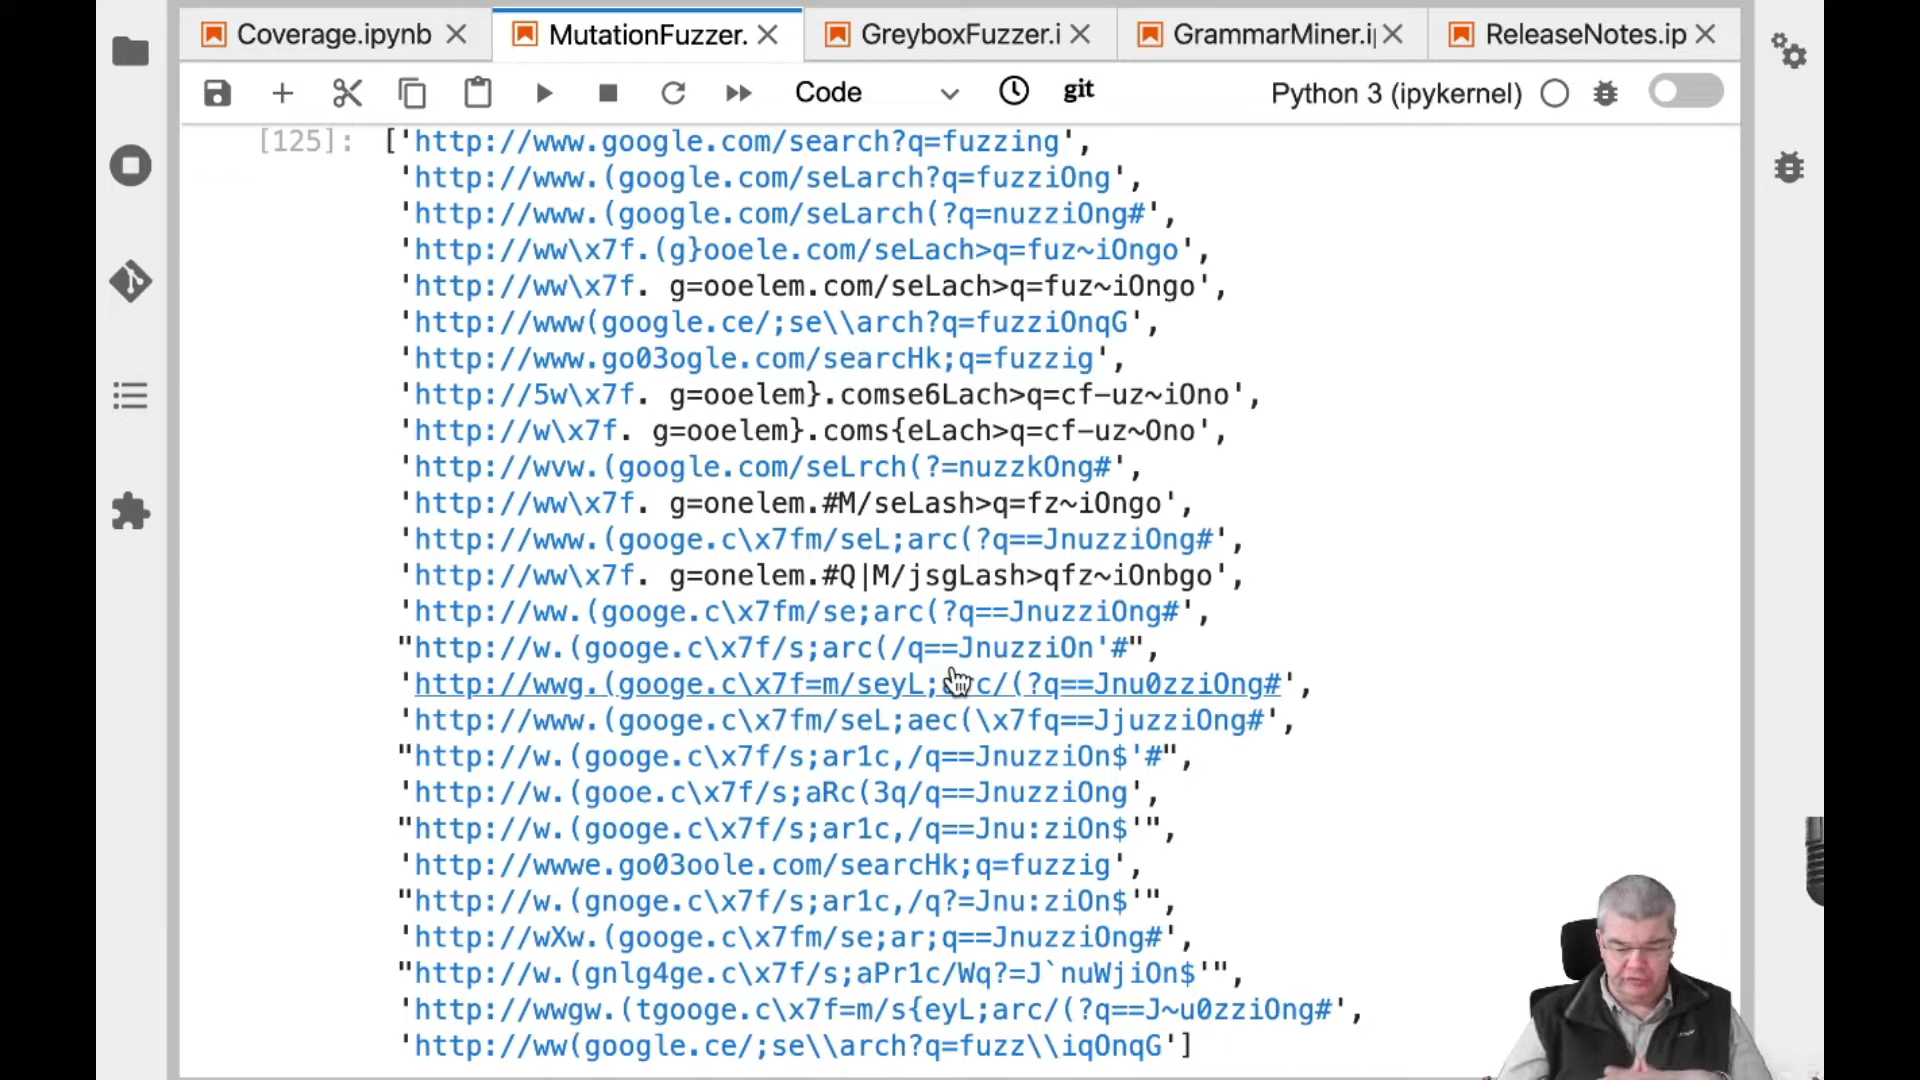 Coverage.ipynb
MutationFuzzer.
GreyboxFuzzer.i
GrammarMiner.i
ReleaseNotes.ip
Code
git
Python 3 (ipykernel)
[125]: ['http://www.google.com/search?q=fuzzing',
'http://www.(google.com/seLarch?q=fuzziOng',
'http://www.(google.com/seLarch(?q=nuzziOng#',
'http://ww\x7f.(g}ooele.com/seLach>q=fuz~iOngo',
'http://ww\x7f. g=ooelem.com/seLach>q=fuz~iOngo',
'http://www(google.ce/;se\\arch?q=fuzziOnqG',
'http://www.go03ogle.com/searcHk;q=fuzzig',
'http://5w\x7f. g=ooelem}.comse6Lach>q=cf-uz~iOno',
'http://w\x7f. g=ooelem}.coms{eLach>q=cf-uz~Ono',
'http://wvw.(google.com/seLrch(?=nuzzkOng#',
'http://ww\x7f. g=onelem.#M/seLash>q=fz~iOngo',
'http://www.(googe.c\x7fm/seL;arc(?q==JnuzziOng#',
'http://ww\x7f. g=onelem.#Q|M/jsgLash>qfz~iOnbgo',
'http://ww.(googe.c\x7fm/se;arc(?q==JnuzziOng#',
"http://w.(googe.c\x7f/s;arc(/q==JnuzziOn'#",
'http://wwg.(googe.c\x7f=m/seyL; rc/(?q==Jnu0zziOng#',
'http://www.(googe.c\x7fm/seL;aec(\x7fq==JjuzziOng#',
"http://w.(googe.c\x7f/s;ar1c,/q==JnuzziOn$'#",
'http://w.(gooe.c\x7f/s;aRc(3q/q==JnuzziOng',
"http://w.(googe.c\x7f/s;ar1c,/q==Jnu:ziOn$'",
'http://wwwe.go03oole.com/searcHk;q=fuzzig',
"http://w.(gnoge.c\x7f/s;ar1c,/q?=Jnu:ziOn$'",
'http://wXw.(googe.c\x7fm/se;ar;q==JnuzziOng#',
"http://w.(gnlg4ge.c\x7f/s;aPr1c/Wq?=J`nuWjiOn$'",
'http://wwgw.(tgooge.c\x7f=m/s{eyL;arc/(?q==J~u0zziOng#',
'http://ww(google.ce/;se\\arch?q=fuzz\\iqOnqG']